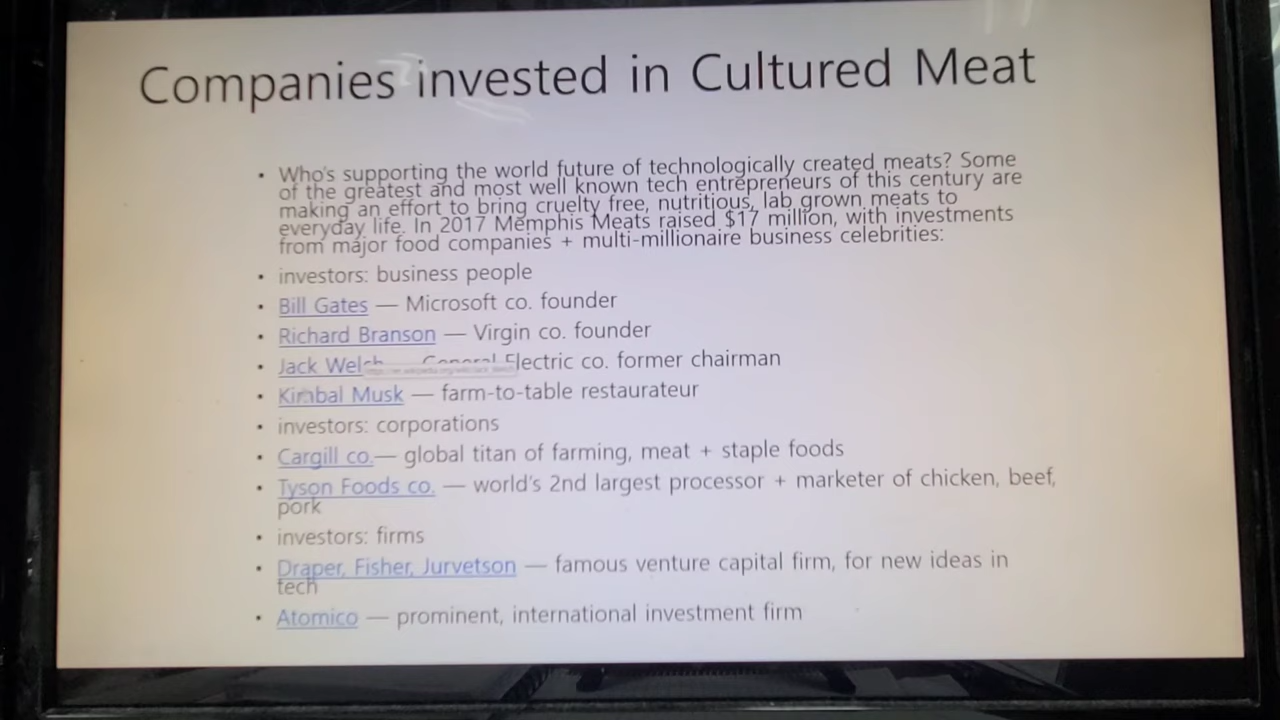 Companies invested in Cultured Meat
• Who's supporting the world future of technologically created meats? Some
of the greatest and most well known tech entrepreneurs of this century are
making an effort to bring cruelty free, nutritious, lab grown meats to
everyday life. In 2017 Memphis Meats raised $17 million, with investments
from major food companies + multi-millionaire business celebrities:
• investors: business people
• Bill Gates — Microsoft co. founder
• Richard Branson — Virgin co. founder
• Jack Welch — General Electric co. former chairman
• Kimbal Musk — farm-to-table restaurateur
• investors: corporations
• Cargill co.— global titan of farming, meat + staple foods
• Tyson Foods co. — world's 2nd largest processor + marketer of chicken, beef,
pork
• investors: firms
• Draper, Fisher, Jurvetson — famous venture capital firm, for new ideas in
tech
• Atomico — prominent, international investment firm